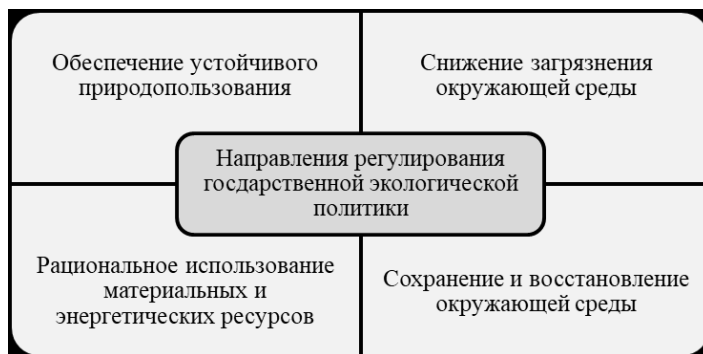 Обеспечение устойчивого
природопользования
Снижение загрязнения
окружающей среды
Направления регулирования
госдарственной экологической
политики
Рациональное использование
материальных и
энергетических ресурсов
Сохранение и восстановление
окружающей среды